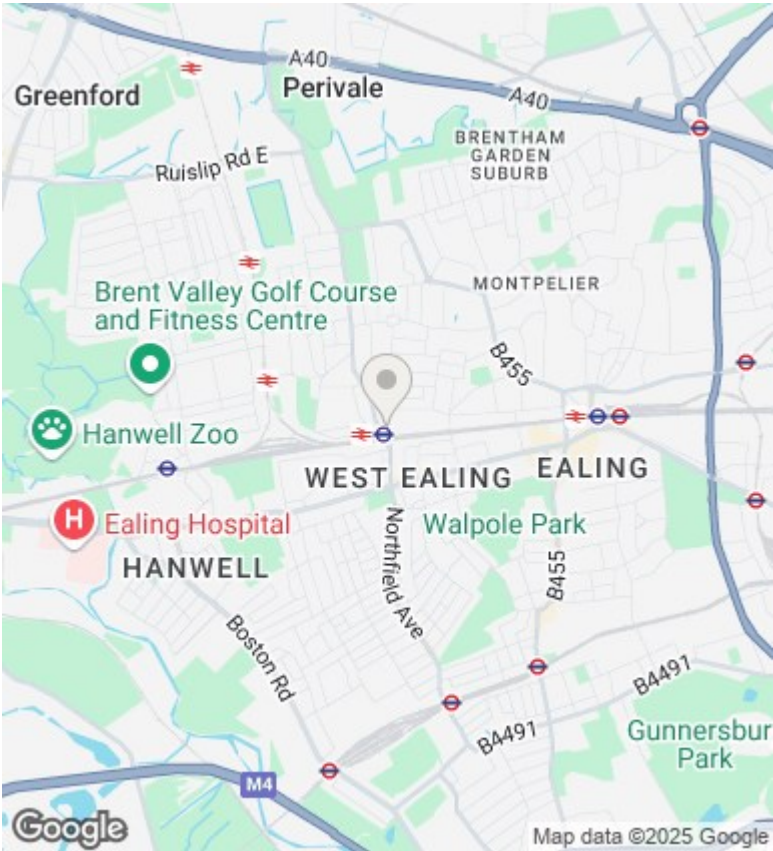 A40
Greenford
Perivale
A40
BRENTHAM
GARDEN
SUBURB
Ruislip Rd E
MONTPELIER
Brent Valley Golf Course
and Fitness Centre
B455
Hanwell Zoo
WEST EALING
EALING
H
Ealing Hospital
Walpole Park
HANWELL
Northfield Ave
B455
Boston Rd
B4491
B4491
Gunnersbur
Park
M4
Google
Map data ©2025 Google